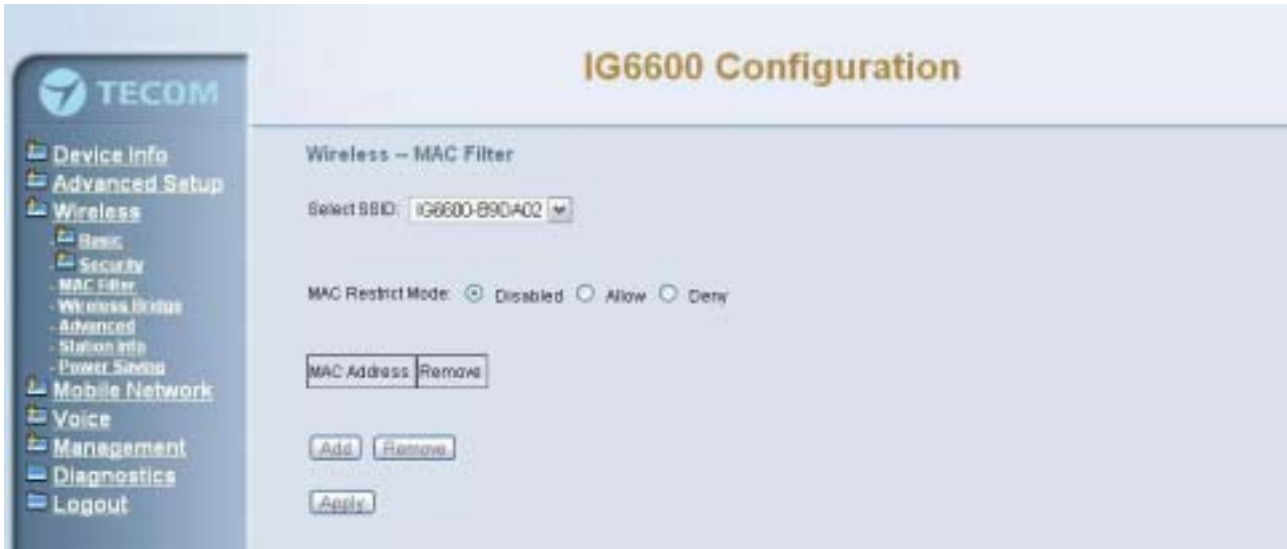 IG6600 Configuration
TECOM
Device Info
Advanced Setup
Wireless
Basic
Security
MAC Filter
Wireless Bridge
Advanced
Station Info
Power Saving
Mobile Network
Voice
Management
Diagnostics
Logout
Wireless -- MAC Filter
Select SSID: IG6600-B9DA02
MAC Restrict Mode: Disabled Allow Deny
MAC Address Remove
Add Remove
Apply